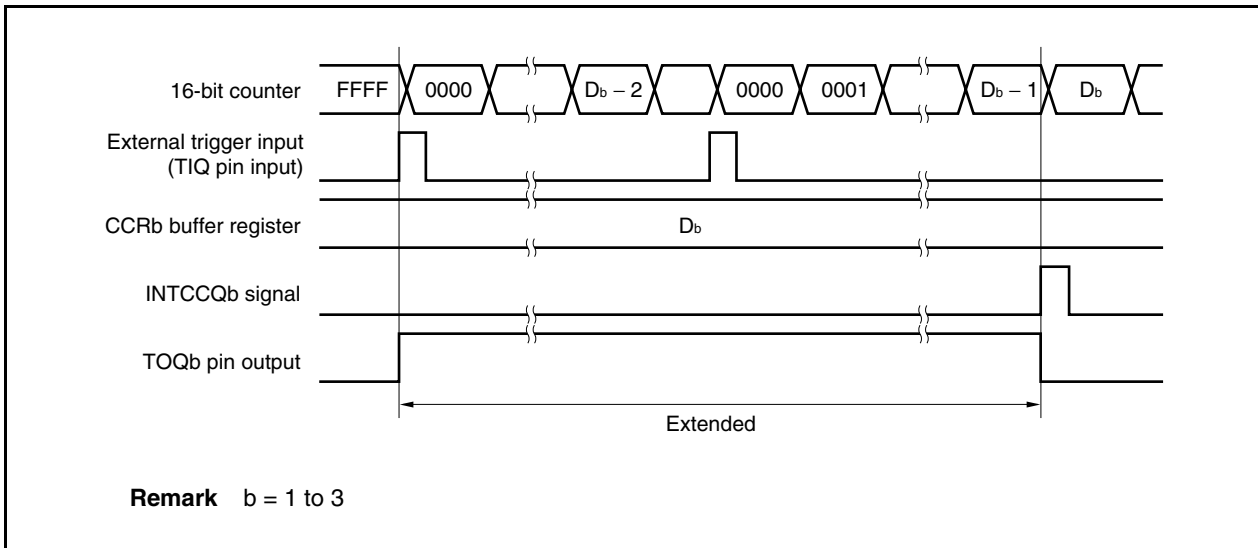 16-bit counter FFFF 0000 Db − 2 0000 0001 Db − 1 Db
External trigger input
(TIQ pin input)
CCRb buffer register Db
INTCCQb signal
TOQb pin output
Extended
Remark b = 1 to 3